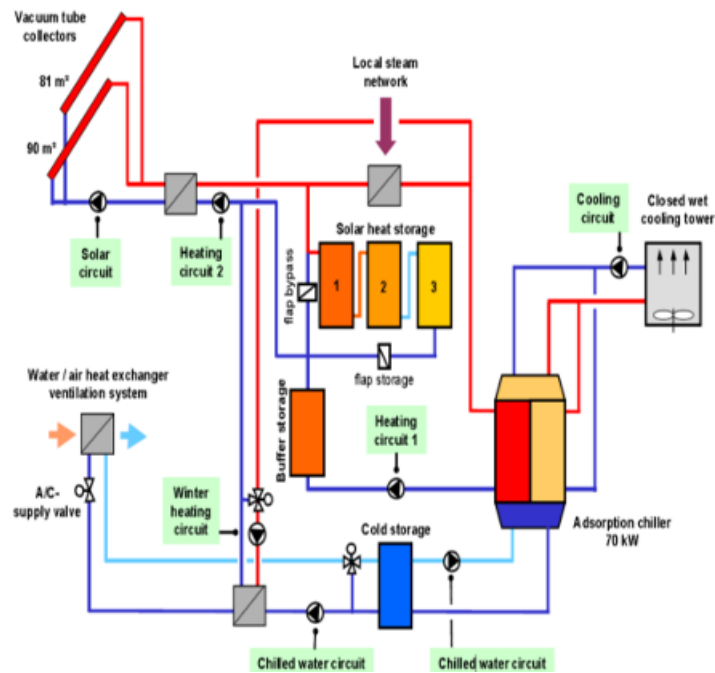 Vacuum tube
collectors
81 m²
90 m²
Local steam
network
Cooling
circuit
Closed wet
cooling tower
Solar
circuit
Heating
circuit 2
Solar heat storage
flap bypass
1
2
3
flap storage
Water / air heat exchanger
ventilation system
Buffer storage
Heating
circuit 1
A/C-
supply valve
Winter
heating
circuit
Cold storage
Adsorption chiller
70 kW
Chilled water circuit
Chilled water circuit